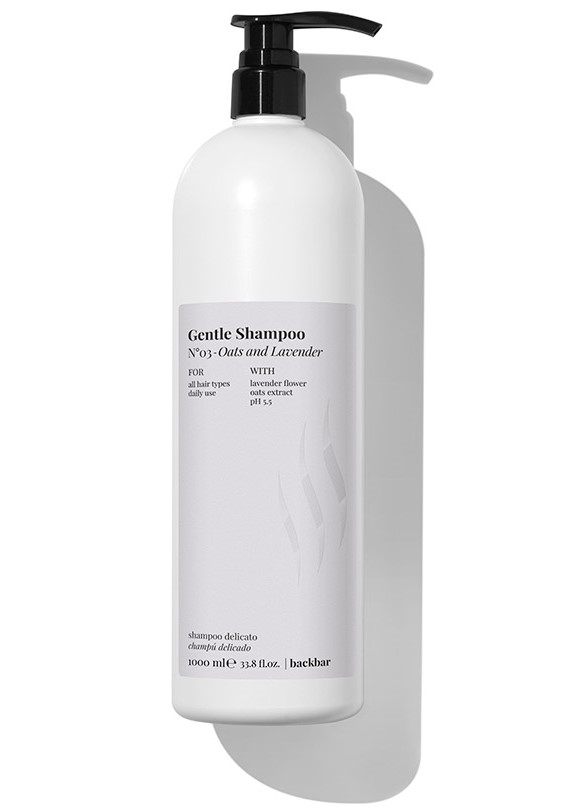 Gentle Shampoo
N°03 - Oats and Lavender
FOR WITH
all hair types lavender flower
daily use oats extract
pH 5.5
shampoo delicato
champú delicado
1000 ml℮ 33.8 fl.oz. | backbar